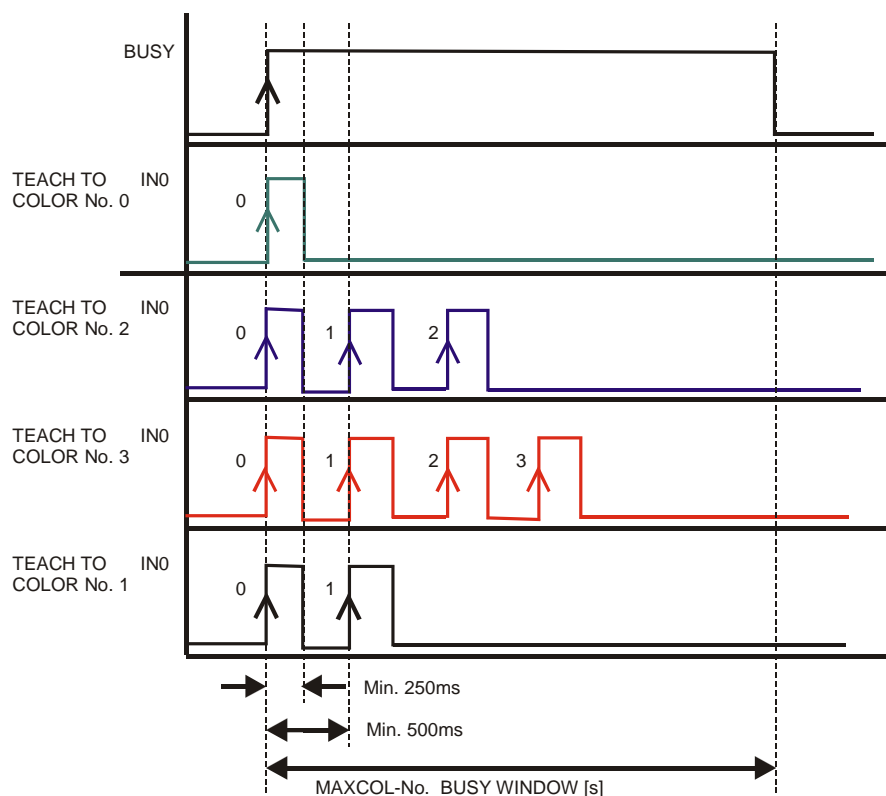 BUSY
TEACH TO IN0
COLOR No. 0
0
TEACH TO IN0
COLOR No. 2
0 1 2
TEACH TO IN0
COLOR No. 3
0 1 2 3
TEACH TO IN0
COLOR No. 1
0 1
Min. 250ms
Min. 500ms
MAXCOL-No. BUSY WINDOW [s]